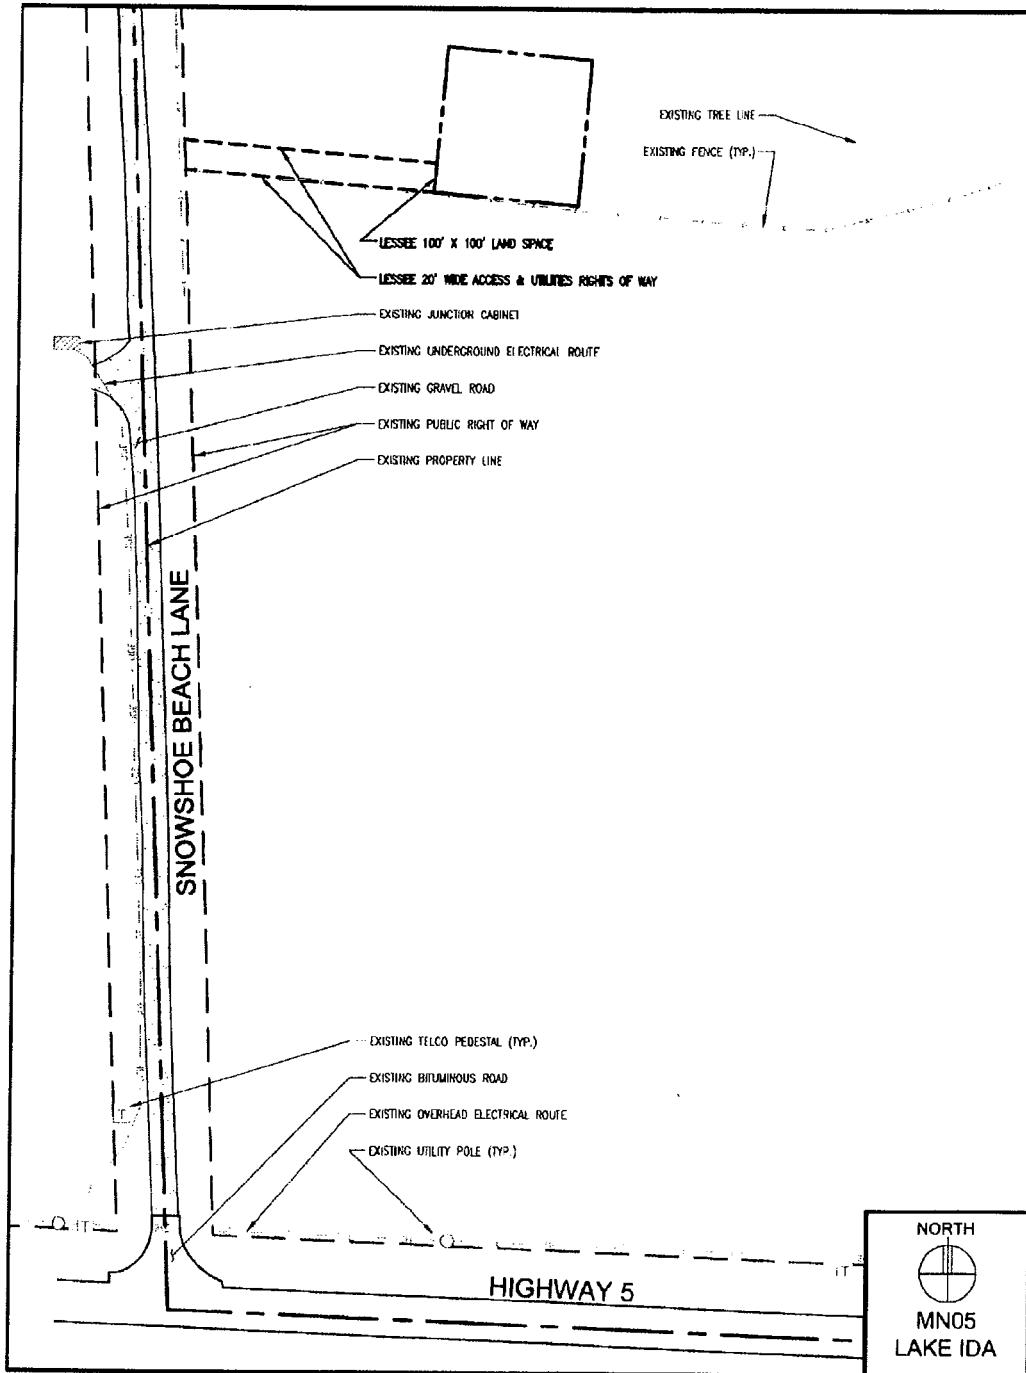 EXISTING TREE LINE
EXISTING FENCE (TYP.)
LESSEE 100' X 100' LAND SPACE
LESSEE 20' WIDE ACCESS & UTILITIES RIGHTS OF WAY
EXISTING JUNCTION CABINET
EXISTING UNDERGROUND ELECTRICAL ROUTE
EXISTING GRAVEL ROAD
EXISTING PUBLIC RIGHT OF WAY
EXISTING PROPERTY LINE
SNOWSHOE BEACH LANE
EXISTING TELCO PEDESTAL (TYP.)
EXISTING BITUMINOUS ROAD
EXISTING OVERHEAD ELECTRICAL ROUTE
EXISTING UTILITY POLE (TYP.)
HIGHWAY 5
NORTH
MN05
LAKE IDA